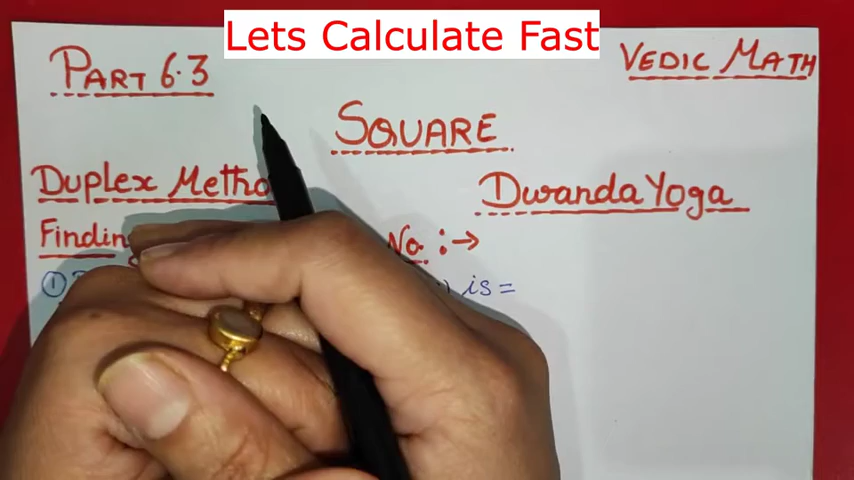 Lets Calculate Fast
PART 6.3
VEDIC MATH
SQUARE
Duplex Metho
Dwanda Yoga
Findin No :→
① is =